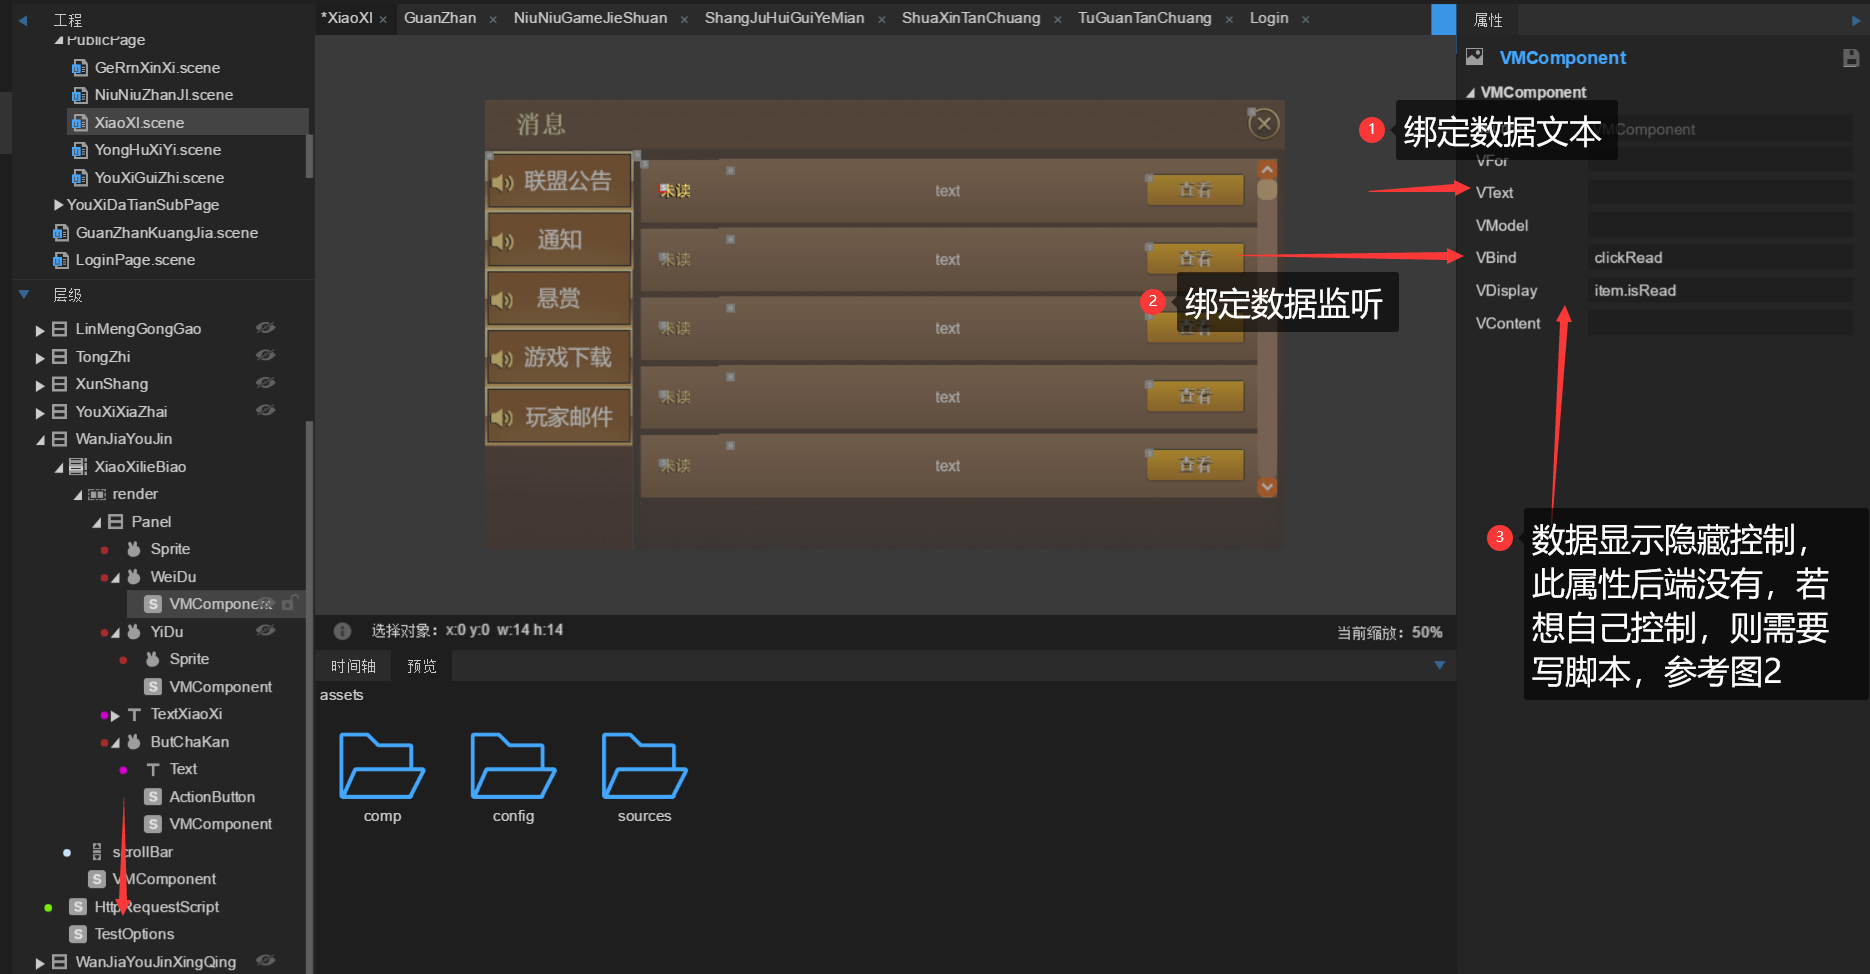 工程
PublicPage
GeRrnXinXi.scene
NiuNiuZhanJI.scene
XiaoXI.scene
YongHuXiYi.scene
YouXiGuiZhi.scene
YouXiDaTianSubPage
GuanZhanKuangJia.scene
LoginPage.scene
层级
LinMengGongGao
TongZhi
XunShang
YouXiXiaZhai
WanJiaYouJin
XiaoXilieBiao
render
Panel
Sprite
WeiDu
VMComponent
YiDu
Sprite
VMComponent
TextXiaoXi
ButChaKan
Text
ActionButton
VMComponent
scrollBar
VMComponent
HttpRequestScript
TestOptions
WanJiaYouJinXingQing
*XiaoXI × GuanZhan × NiuNiuGameJieShuan × ShangJuHuiGuiYeMian × ShuaXinTanChuang × TuGuanTanChuang × Login ×
消息
联盟公告
通知
悬赏
游戏下载
玩家邮件
未读 text 查看
未读 text 查看
未读 text 查看
未读 text 查看
未读 text 查看
2 绑定数据监听
选择对象: x:0 y:0 w:14 h:14
当前缩放: 50%
时间轴 预览
assets
comp config sources
属性
VMComponent
VMComponent
1 绑定数据文本
VMComponent
VFor
VText
VModel
VBind clickRead
VDisplay item.isRead
VContent
3 数据显示隐藏控制，
此属性后端没有，若
想自己控制，则需要
写脚本，参考图2